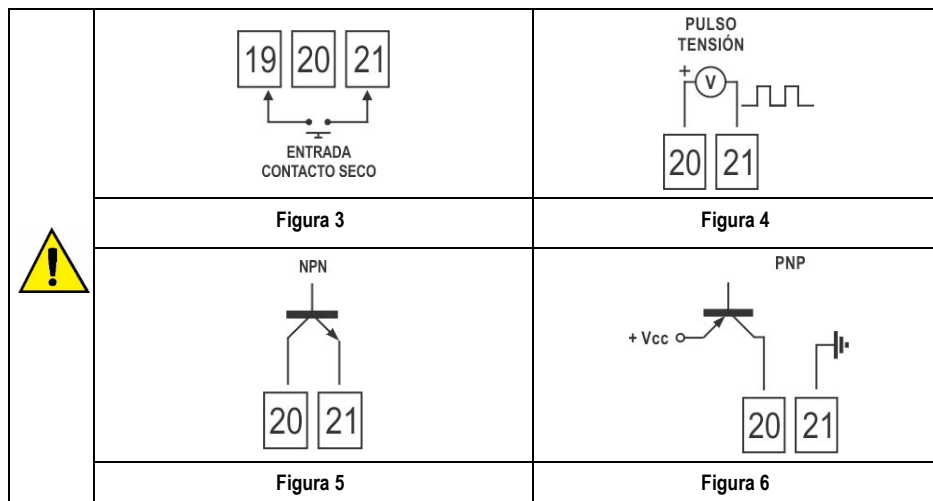 19 20 21
ENTRADA
CONTACTO SECO
PULSO
TENSIÓN
+
V
20 21
Figura 3
Figura 4
NPN
20 21
PNP
+ Vcc
20 21
Figura 5
Figura 6